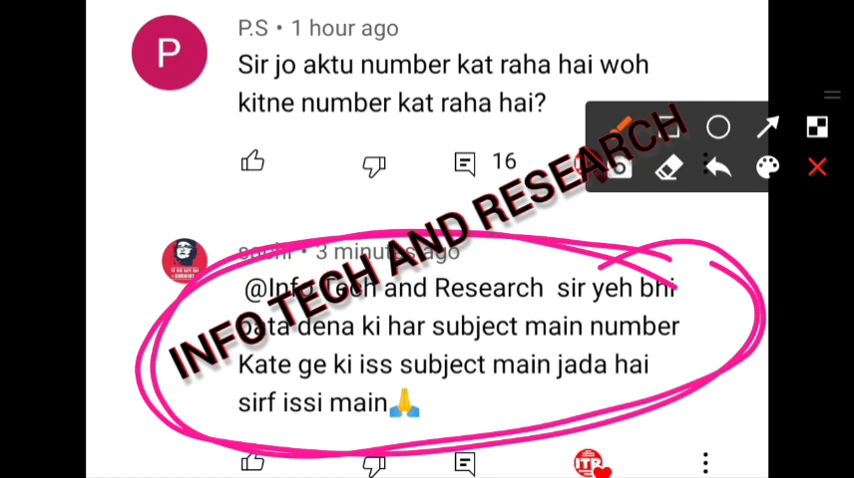 P.S • 1 hour ago
Sir jo aktu number kat raha hai woh
kitne number kat raha hai?
P
16
sachi • 3 minutes ago
@Info Tech and Research sir yeh bhi
bata dena ki har subject main number
Kate ge ki iss subject main jada hai
sirf issi main🙏
INFO TECH AND RESEARCH
ITR